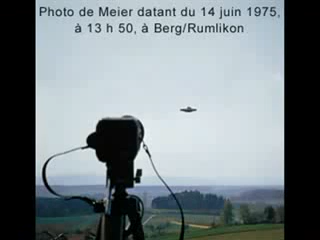 Photo de Meier datant du 14 juin 1975,
à 13 h 50, à Berg/Rumlikon